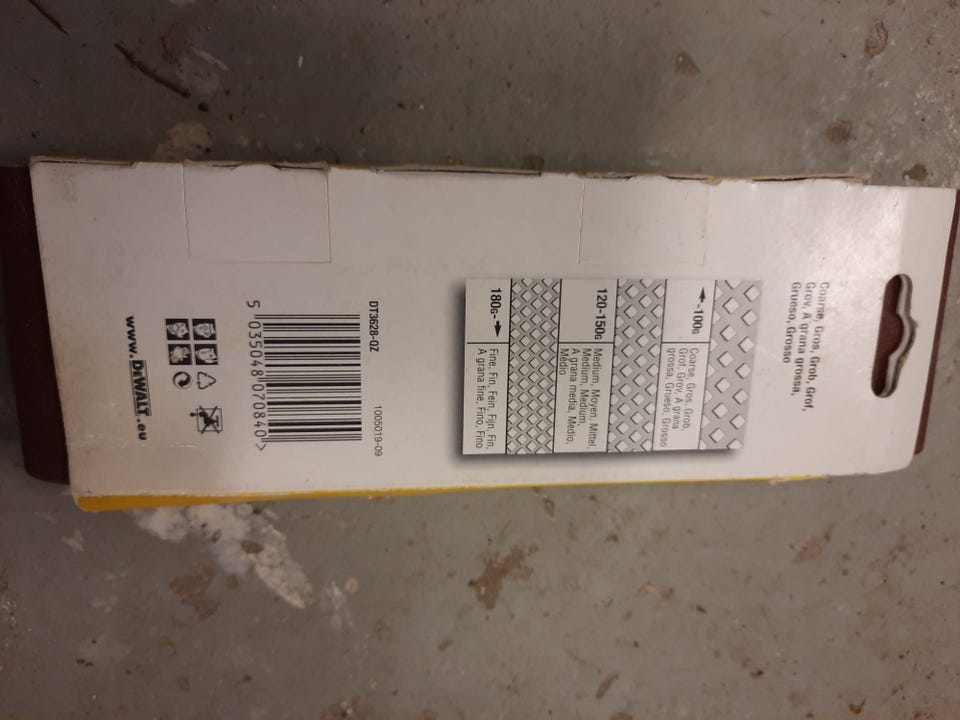 Coarse, Gros, Grob, Grof,
Grov, A grana grossa,
Grueso, Grosso
-100G
Coarse, Gros, Grob,
Grof, Grov, A grana
grossa, Grueso, Grosso
120-150G
Medium, Moyen, Mittel,
Medium, Medium,
A grana media, Medio,
Médio
180G-
Fine, Fin, Fein, Fijn, Fin,
A grana fine, Fino, Fino
DT3628-QZ
1005019-09
5 035048 070840 >
www.DEWALT.eu